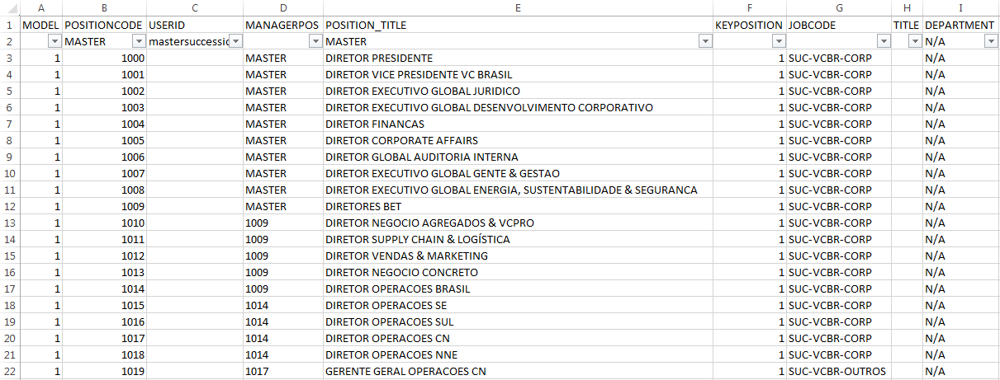 A B C D E F G H I
1 MODEL POSITIONCODE USERID MANAGERPOS POSITION_TITLE KEYPOSITION JOBCODE TITLE DEPARTMENT
2 MASTER mastersuccessic MASTER N/A
3 1 1000 MASTER DIRETOR PRESIDENTE 1 SUC-VCBR-CORP N/A
4 1 1001 MASTER DIRETOR VICE PRESIDENTE VC BRASIL 1 SUC-VCBR-CORP N/A
5 1 1002 MASTER DIRETOR EXECUTIVO GLOBAL JURIDICO 1 SUC-VCBR-CORP N/A
6 1 1003 MASTER DIRETOR EXECUTIVO GLOBAL DESENVOLVIMENTO CORPORATIVO 1 SUC-VCBR-CORP N/A
7 1 1004 MASTER DIRETOR FINANCAS 1 SUC-VCBR-CORP N/A
8 1 1005 MASTER DIRETOR CORPORATE AFFAIRS 1 SUC-VCBR-CORP N/A
9 1 1006 MASTER DIRETOR GLOBAL AUDITORIA INTERNA 1 SUC-VCBR-CORP N/A
10 1 1007 MASTER DIRETOR EXECUTIVO GLOBAL GENTE & GESTAO 1 SUC-VCBR-CORP N/A
11 1 1008 MASTER DIRETOR EXECUTIVO GLOBAL ENERGIA, SUSTENTABILIDADE & SEGURANCA 1 SUC-VCBR-CORP N/A
12 1 1009 MASTER DIRETORES BET 1 SUC-VCBR-CORP N/A
13 1 1010 1009 DIRETOR NEGOCIO AGREGADOS & VCPRO 1 SUC-VCBR-CORP N/A
14 1 1011 1009 DIRETOR SUPPLY CHAIN & LOGÍSTICA 1 SUC-VCBR-CORP N/A
15 1 1012 1009 DIRETOR VENDAS & MARKETING 1 SUC-VCBR-CORP N/A
16 1 1013 1009 DIRETOR NEGOCIO CONCRETO 1 SUC-VCBR-CORP N/A
17 1 1014 1009 DIRETOR OPERACOES BRASIL 1 SUC-VCBR-CORP N/A
18 1 1015 1014 DIRETOR OPERACOES SE 1 SUC-VCBR-CORP N/A
19 1 1016 1014 DIRETOR OPERACOES SUL 1 SUC-VCBR-CORP N/A
20 1 1017 1014 DIRETOR OPERACOES CN 1 SUC-VCBR-CORP N/A
21 1 1018 1014 DIRETOR OPERACOES NNE 1 SUC-VCBR-CORP N/A
22 1 1019 1017 GERENTE GERAL OPERACOES CN 1 SUC-VCBR-OUTROS N/A